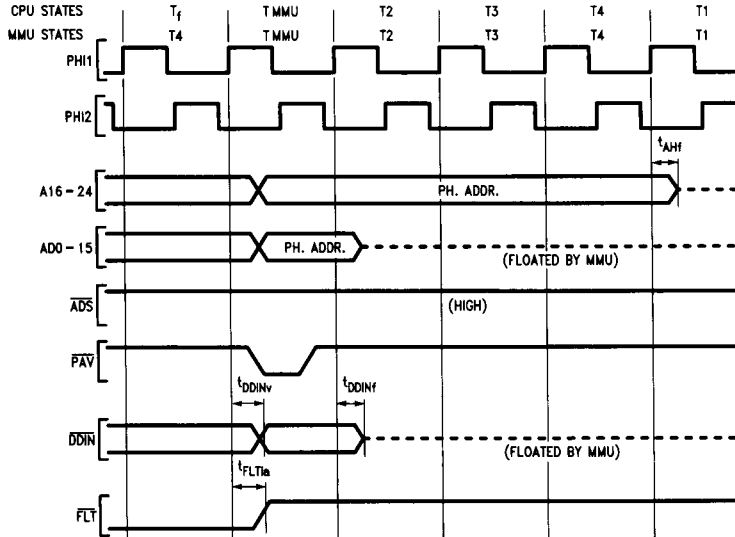 CPU STATES Tf TMMU T2 T3 T4 T1
MMU STATES T4 TMMU T2 T3 T4 T1
PHI1
PHI2
tAHf
A16-24 PH. ADDR.
AD0-15 PH. ADDR.
(FLOATED BY MMU)
ADS (HIGH)
PAV
tDDINv tDDINf
DDIN
(FLOATED BY MMU)
tFLTIa
FLT